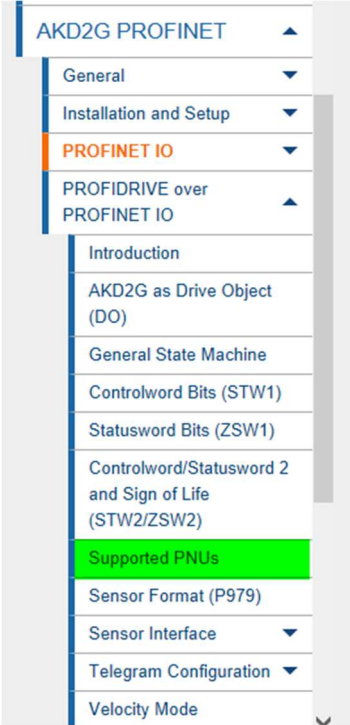 AKD2G PROFINET
General
Installation and Setup
PROFINET IO
PROFIDRIVE over
PROFINET IO
Introduction
AKD2G as Drive Object
(DO)
General State Machine
Controlword Bits (STW1)
Statusword Bits (ZSW1)
Controlword/Statusword 2
and Sign of Life
(STW2/ZSW2)
Supported PNUs
Sensor Format (P979)
Sensor Interface
Telegram Configuration
Velocity Mode